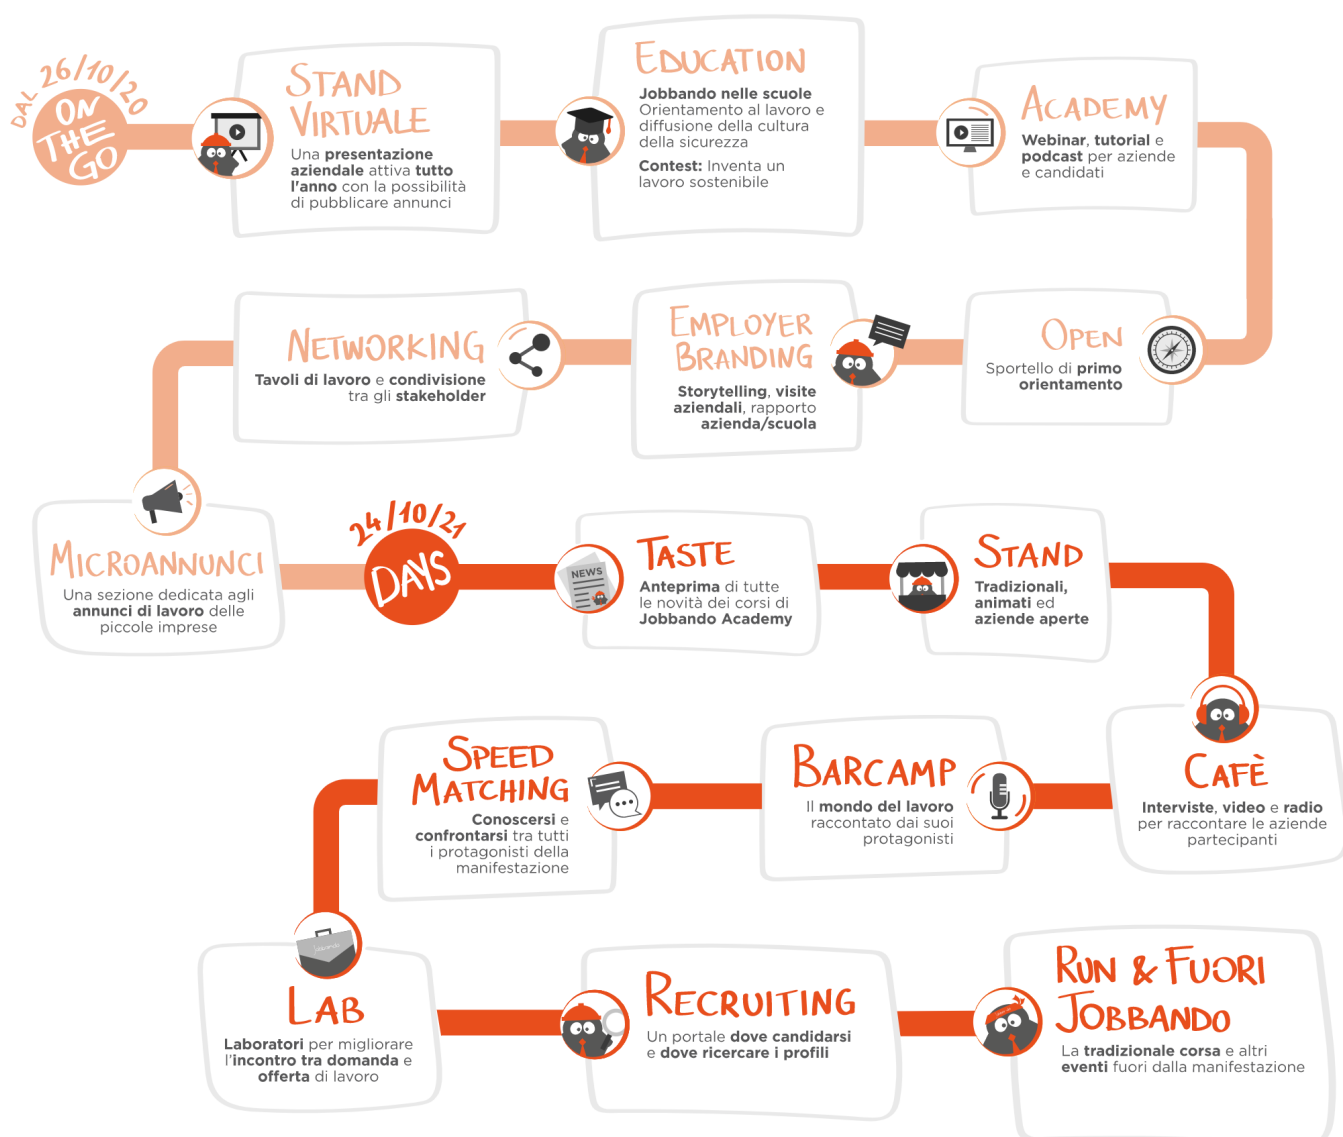 DAL 26/10/20
ON
THE
GO
STAND
VIRTUALE
Una presentazione
aziendale attiva tutto
l'anno con la possibilità
di pubblicare annunci
EDUCATION
Jobbando nelle scuole
Orientamento al lavoro e
diffusione della cultura
della sicurezza
Contest: Inventa un
lavoro sostenibile
ACADEMY
Webinar, tutorial e
podcast per aziende
e candidati
OPEN
Sportello di primo
orientamento
EMPLOYER
BRANDING
Storytelling, visite
aziendali, rapporto
azienda/scuola
NETWORKING
Tavoli di lavoro e condivisione
tra gli stakeholder
MICROANNUNCI
Una sezione dedicata agli
annunci di lavoro delle
piccole imprese
24/10/21
DAYS
NEWS
TASTE
Anteprima di tutte
le novità dei corsi di
Jobbando Academy
STAND
Tradizionali,
animati ed
aziende aperte
CAFÈ
Interviste, video e radio
per raccontare le aziende
partecipanti
BARCAMP
Il mondo del lavoro
raccontato dai suoi
protagonisti
SPEED
MATCHING
Conoscersi e
confrontarsi tra tutti
i protagonisti della
manifestazione
LAB
Laboratori per migliorare
l'incontro tra domanda e
offerta di lavoro
RECRUITING
Un portale dove candidarsi
e dove ricercare i profili
RUN & FUORI
JOBBANDO
La tradizionale corsa e altri
eventi fuori dalla manifestazione